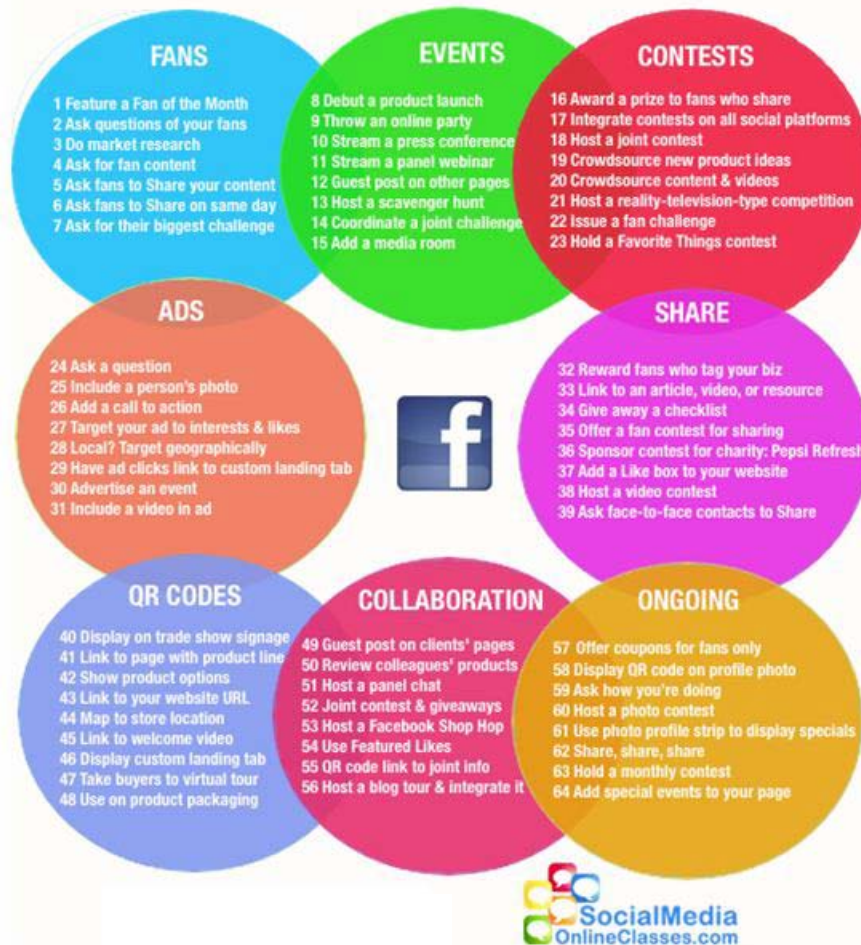 FANS
1 Feature a Fan of the Month
2 Ask questions of your fans
3 Do market research
4 Ask for fan content
5 Ask fans to Share your content
6 Ask fans to Share on same day
7 Ask for their biggest challenge
EVENTS
8 Debut a product launch
9 Throw an online party
10 Stream a press conference
11 Stream a panel webinar
12 Guest post on other pages
13 Host a scavenger hunt
14 Coordinate a joint challenge
15 Add a media room
CONTESTS
16 Award a prize to fans who share
17 Integrate contests on all social platforms
18 Host a joint contest
19 Crowdsource new product ideas
20 Crowdsource content & videos
21 Host a reality-television-type competition
22 Issue a fan challenge
23 Hold a Favorite Things contest
ADS
24 Ask a question
25 Include a person's photo
26 Add a call to action
27 Target your ad to interests & likes
28 Local? Target geographically
29 Have ad clicks link to custom landing tab
30 Advertise an event
31 Include a video in ad
f
SHARE
32 Reward fans who tag your biz
33 Link to an article, video, or resource
34 Give away a checklist
35 Offer a fan contest for sharing
36 Sponsor contest for charity: Pepsi Refresh
37 Add a Like box to your website
38 Host a video contest
39 Ask face-to-face contacts to Share
QR CODES
40 Display on trade show signage
41 Link to page with product line
42 Show product options
43 Link to your website URL
44 Map to store location
45 Link to welcome video
46 Display custom landing tab
47 Take buyers to virtual tour
48 Use on product packaging
COLLABORATION
49 Guest post on clients' pages
50 Review colleagues' products
51 Host a panel chat
52 Joint contest & giveaways
53 Host a Facebook Shop Hop
54 Use Featured Likes
55 QR code link to joint info
56 Host a blog tour & integrate it
ONGOING
57 Offer coupons for fans only
58 Display QR code on profile photo
59 Ask how you're doing
60 Host a photo contest
61 Use photo profile strip to display specials
62 Share, share, share
63 Hold a monthly contest
64 Add special events to your page
SocialMedia
OnlineClasses.com